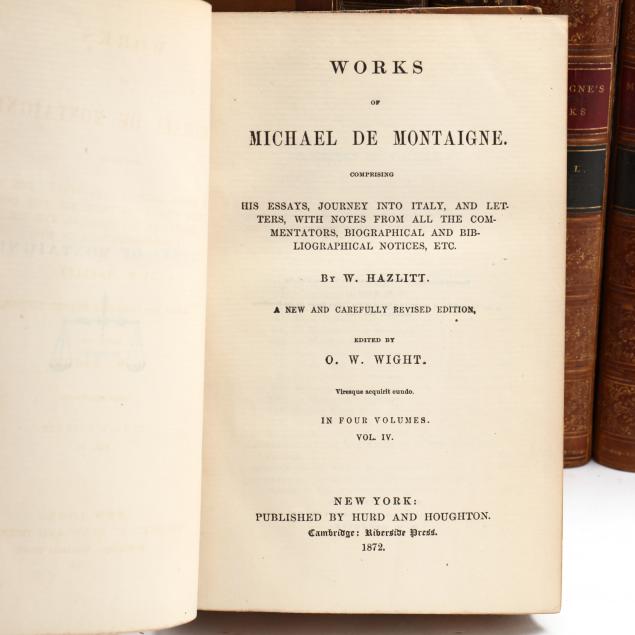 WORKS
OF
MICHAEL DE MONTAIGNE.
COMPRISING
HIS ESSAYS, JOURNEY INTO ITALY, AND LET-
TERS, WITH NOTES FROM ALL THE COM-
MENTATORS, BIOGRAPHICAL AND BIB-
LIOGRAPHICAL NOTICES, ETC.
BY W. HAZLITT.
A NEW AND CAREFULLY REVISED EDITION,
EDITED BY
O. W. WIGHT.
Viresque acquirit eundo.
IN FOUR VOLUMES.
VOL. IV.
NEW YORK:
PUBLISHED BY HURD AND HOUGHTON.
Cambridge: Riverside Press.
1872.